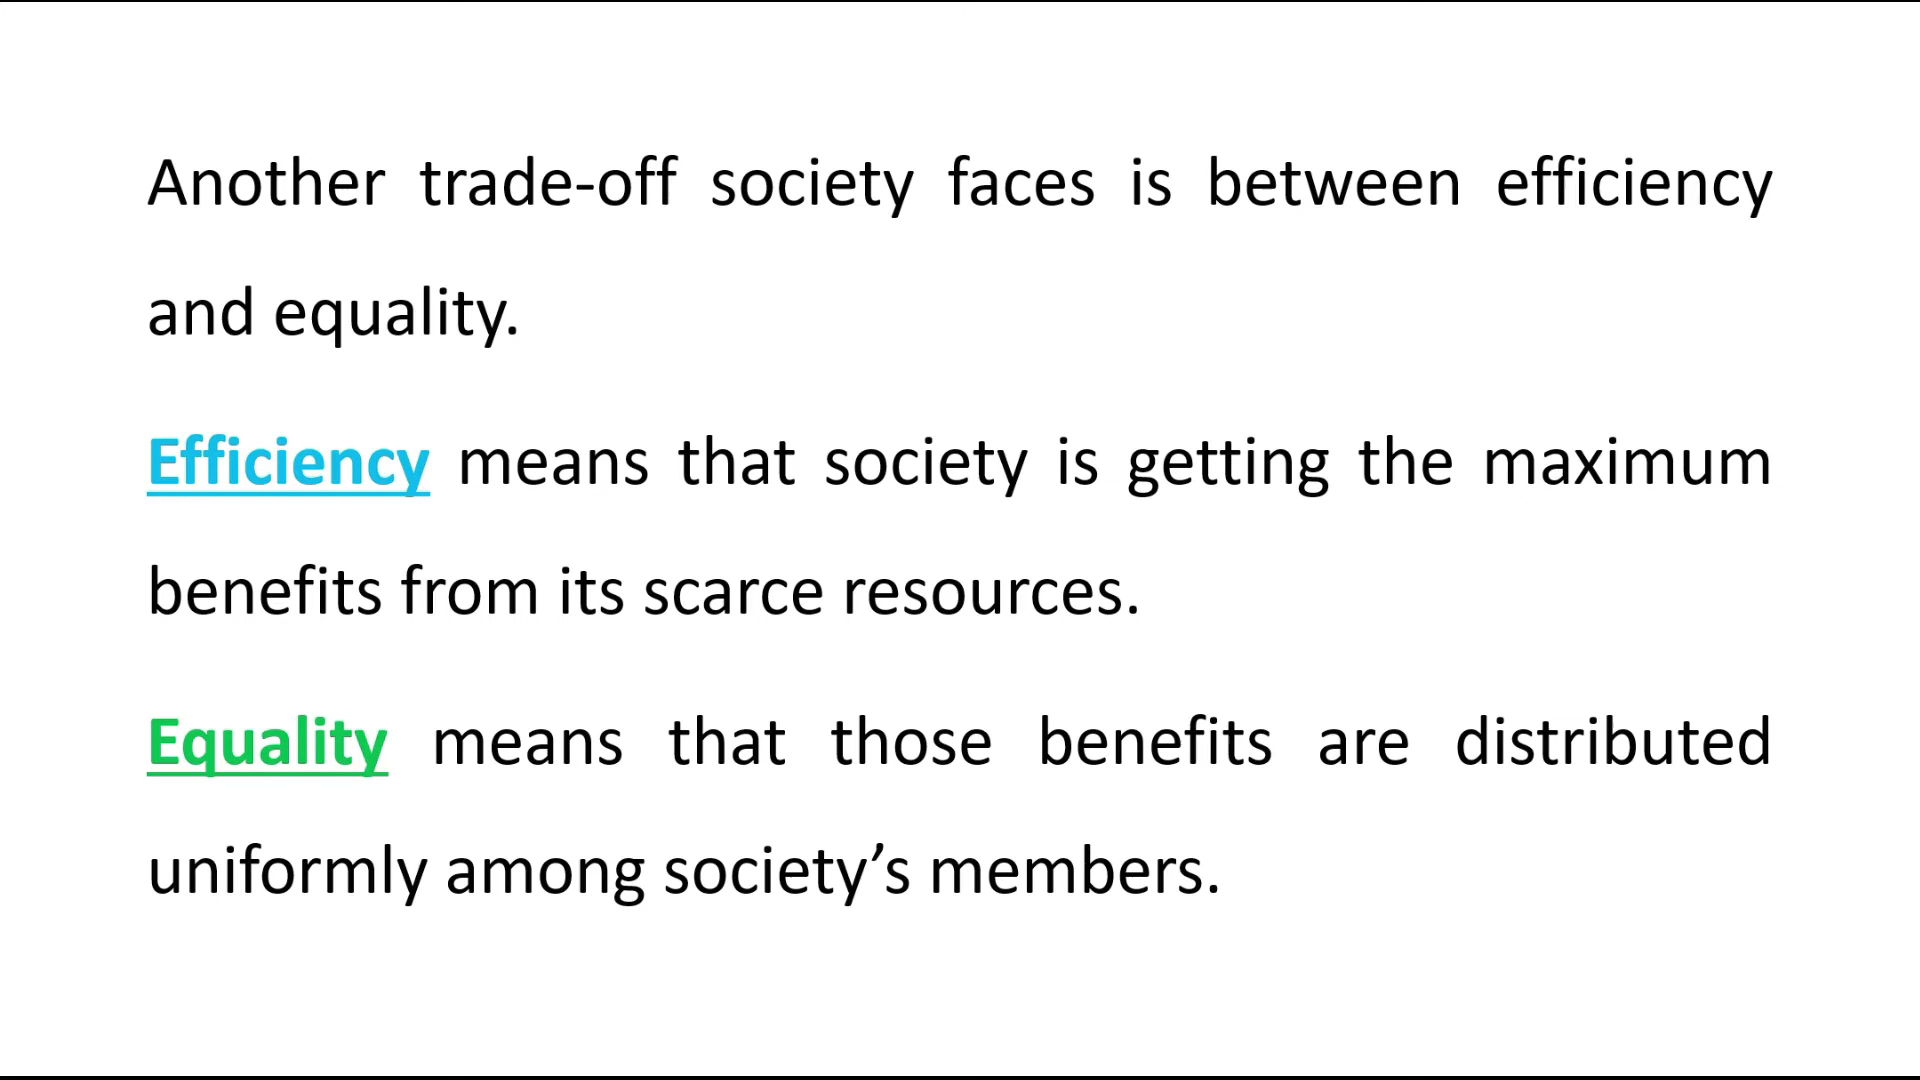 Another trade-off society faces is between efficiency
and equality.
Efficiency means that society is getting the maximum
benefits from its scarce resources.
Equality means that those benefits are distributed
uniformly among society’s members.